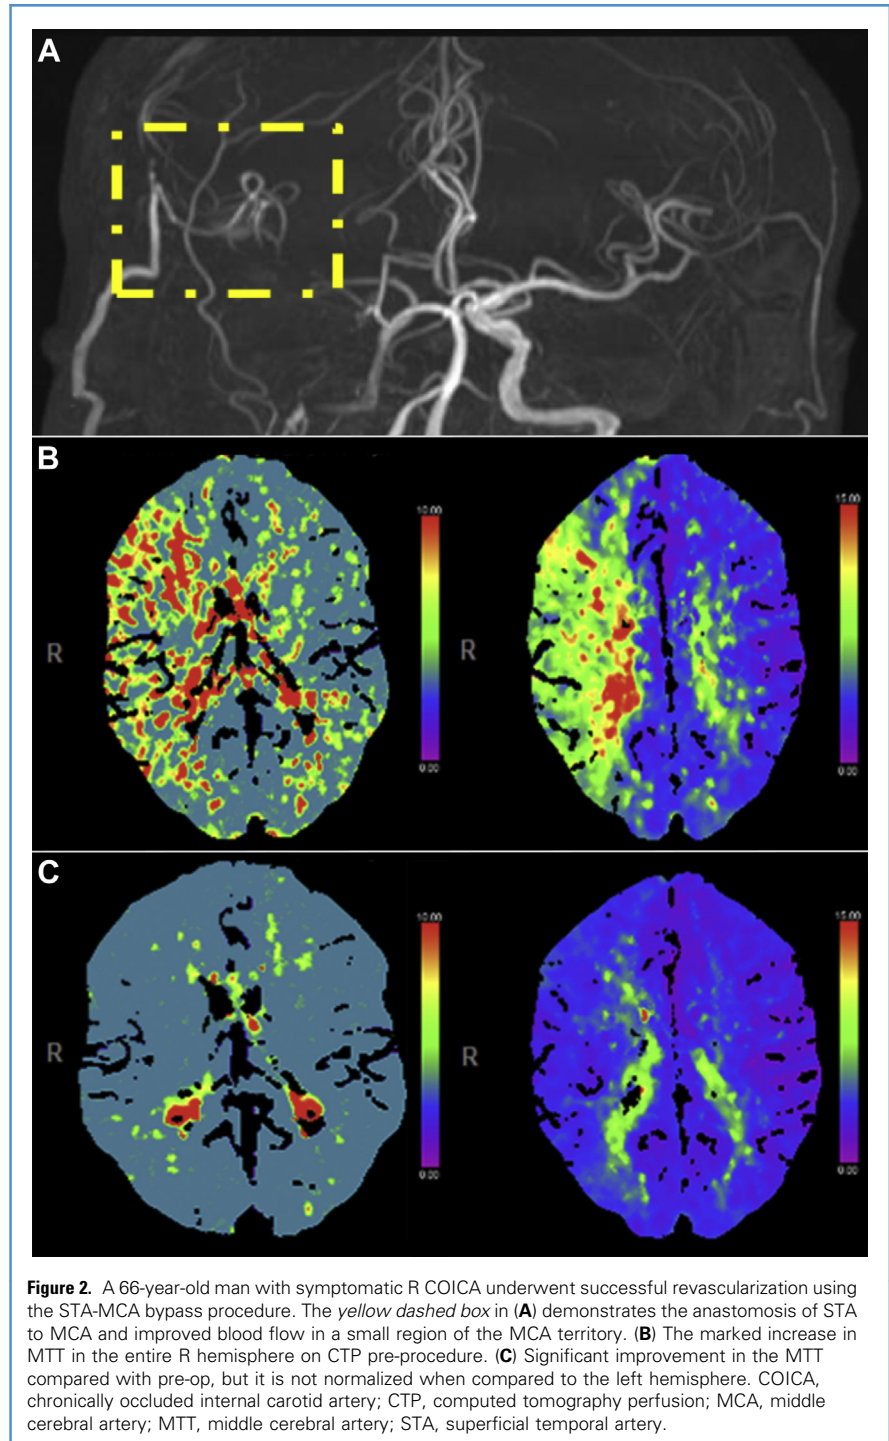 A
B
10.00
15.00
R
R
0.00
0.00
C
10.00
15.00
R
R
0.00
0.00
Figure 2. A 66-year-old man with symptomatic R COICA underwent successful revascularization using
the STA-MCA bypass procedure. The yellow dashed box in (A) demonstrates the anastomosis of STA
to MCA and improved blood flow in a small region of the MCA territory. (B) The marked increase in
MTT in the entire R hemisphere on CTP pre-procedure. (C) Significant improvement in the MTT
compared with pre-op, but it is not normalized when compared to the left hemisphere. COICA,
chronically occluded internal carotid artery; CTP, computed tomography perfusion; MCA, middle
cerebral artery; MTT, middle cerebral artery; STA, superficial temporal artery.